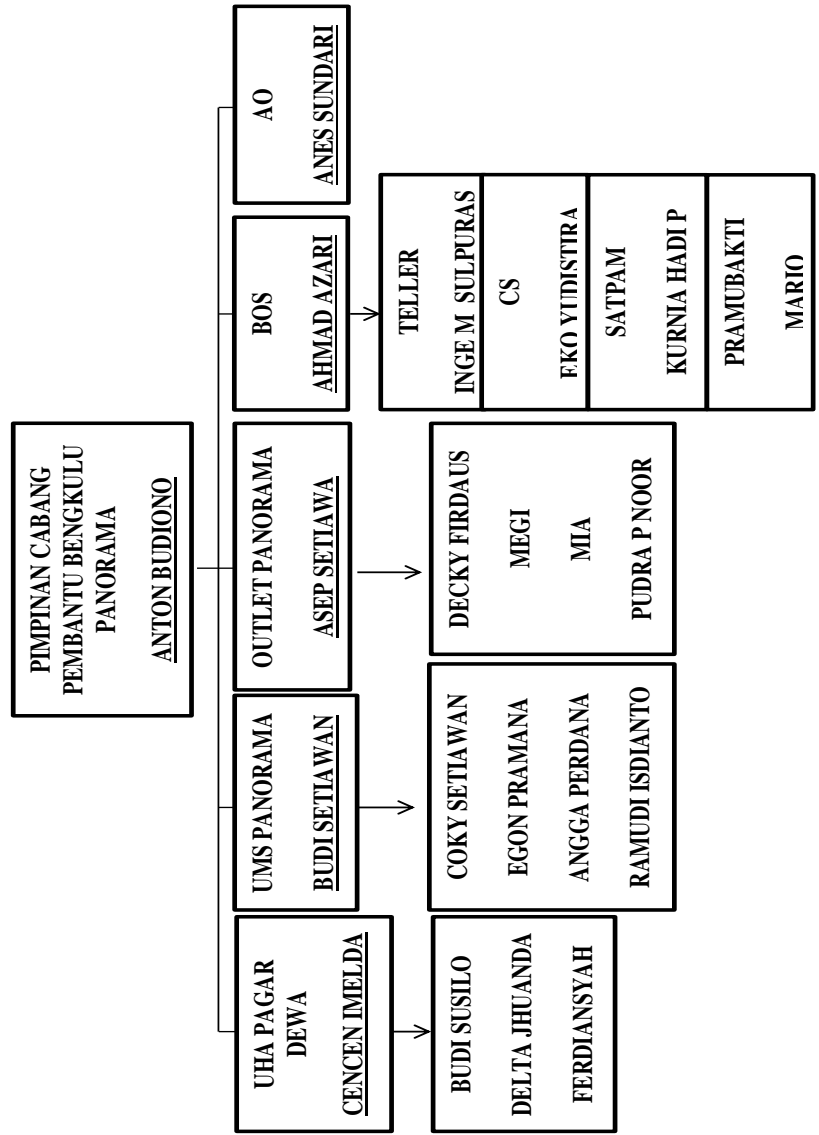 PIMPINAN CABANG
PEMBANTU BENGKULU
PANORAMA
ANTON BUDIONO
UHA PAGAR
DEWA
CENCEN IMELDA
UMS PANORAMA
BUDI SETIAWAN
OUTLET PANORAMA
ASEP SETIAWA
BOS
AHMAD AZARI
AO
ANES SUNDARI
BUDI SUSILO
DELTA JHUANDA
FERDIANSYAH
COKY SETIAWAN
EGON PRAMANA
ANGGA PERDANA
RAMUDI ISDIANTO
DECKY FIRDAUS
MEGI
MIA
PUDRA P NOOR
TELLER
INGE M SULPURAS
CS
EKO YUDISTIRA
SATPAM
KURNIA HADI P
PRAMUBAKTI
MARIO